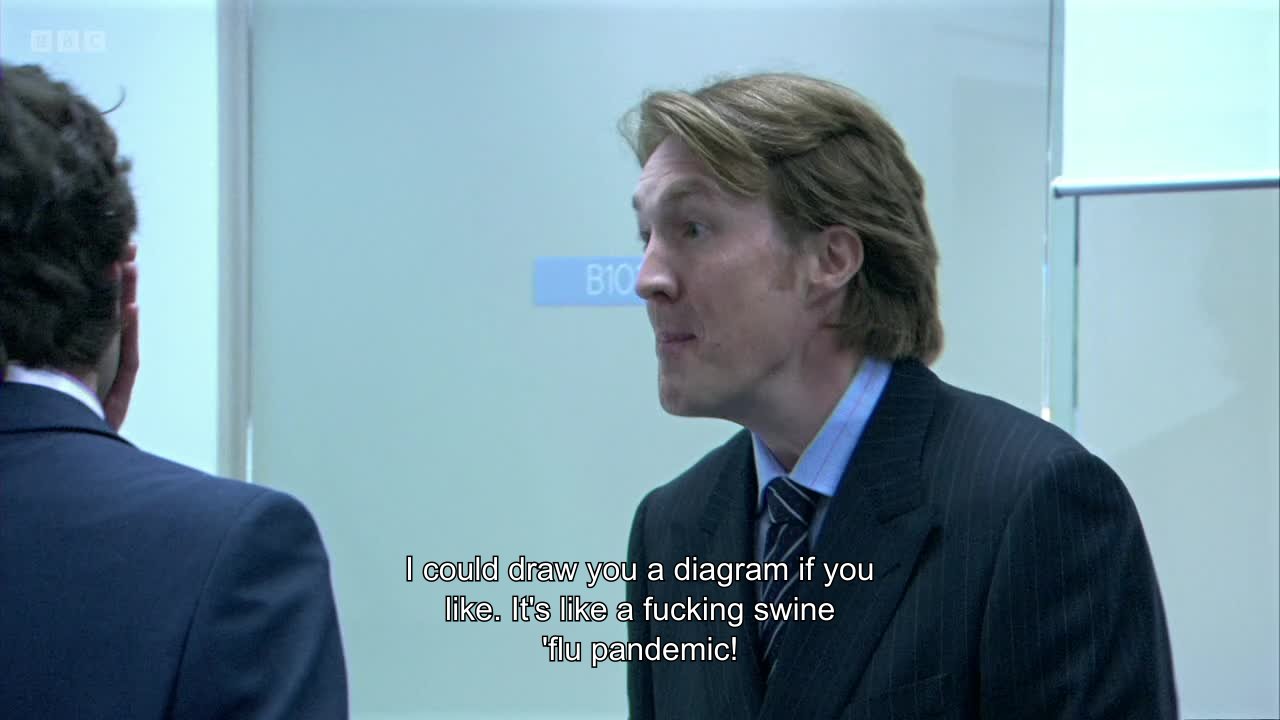 BBC
B10
I could draw you a diagram if you
like. It's like a fucking swine
'flu pandemic!